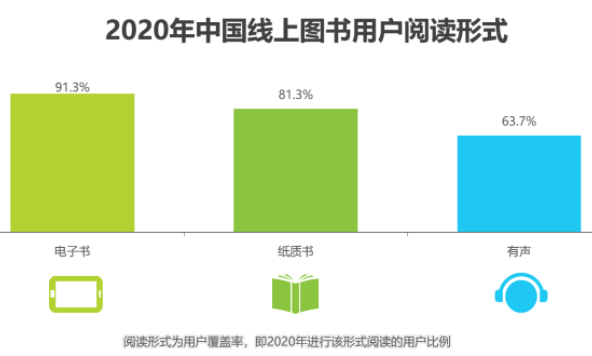 2020年中国线上图书用户阅读形式
91.3%
81.3%
63.7%
电子书
纸质书
有声
阅读形式为用户覆盖率，即2020年进行该形式阅读的用户比例